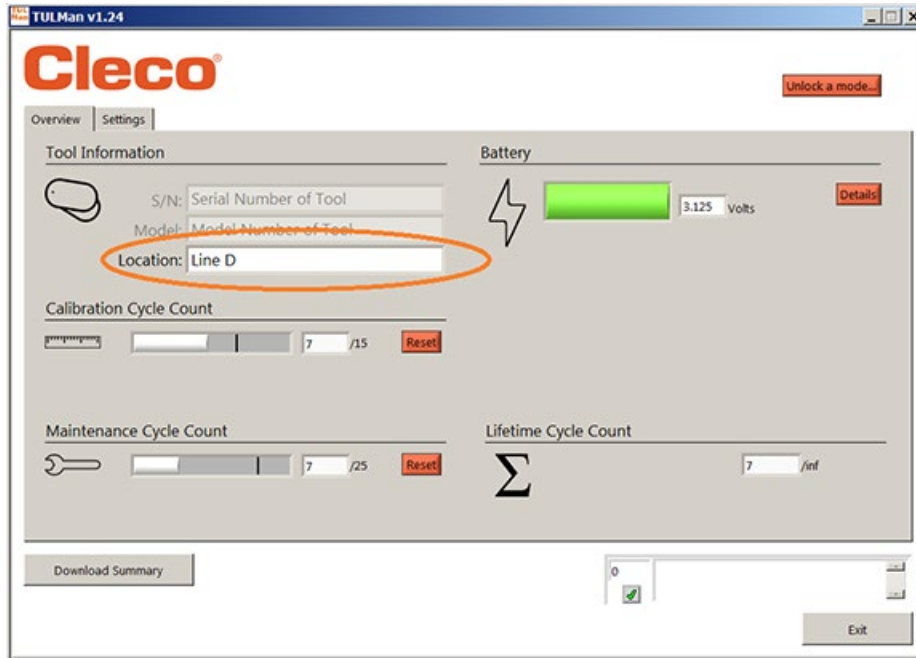 TULMan v1.24
Cleco®
Unlock a mode...
Overview Settings
Tool Information
S/N: Serial Number of Tool
Model: Model Number of Tool
Location: Line D
Battery
3.125 Volts
Details
Calibration Cycle Count
7 /15 Reset
Maintenance Cycle Count
7 /25 Reset
Lifetime Cycle Count
Σ
7 /inf
Download Summary
0
Exit